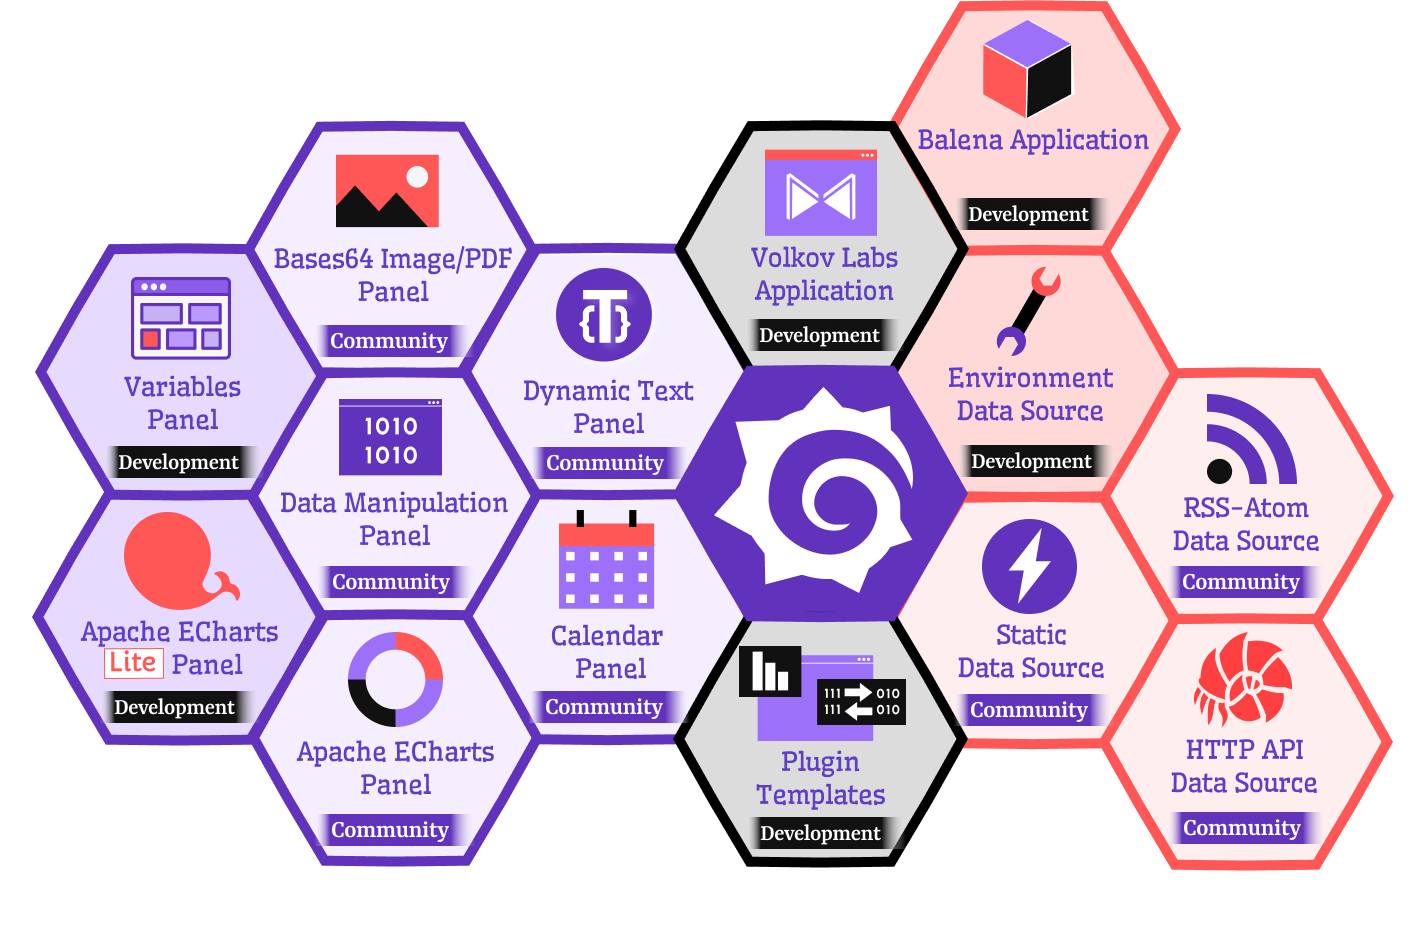 Balena Application
Development
Bases64 Image/PDF
Panel
Community
Volkov Labs
Application
Development
Variables
Panel
Development
Dynamic Text
Panel
Community
T
{ }
Environment
Data Source
Development
1010
1010
Data Manipulation
Panel
Community
RSS-Atom
Data Source
Community
Apache ECharts
Lite Panel
Development
Calendar
Panel
Community
Static
Data Source
Community
Apache ECharts
Panel
Community
111 010
111 010
Plugin
Templates
Development
HTTP API
Data Source
Community